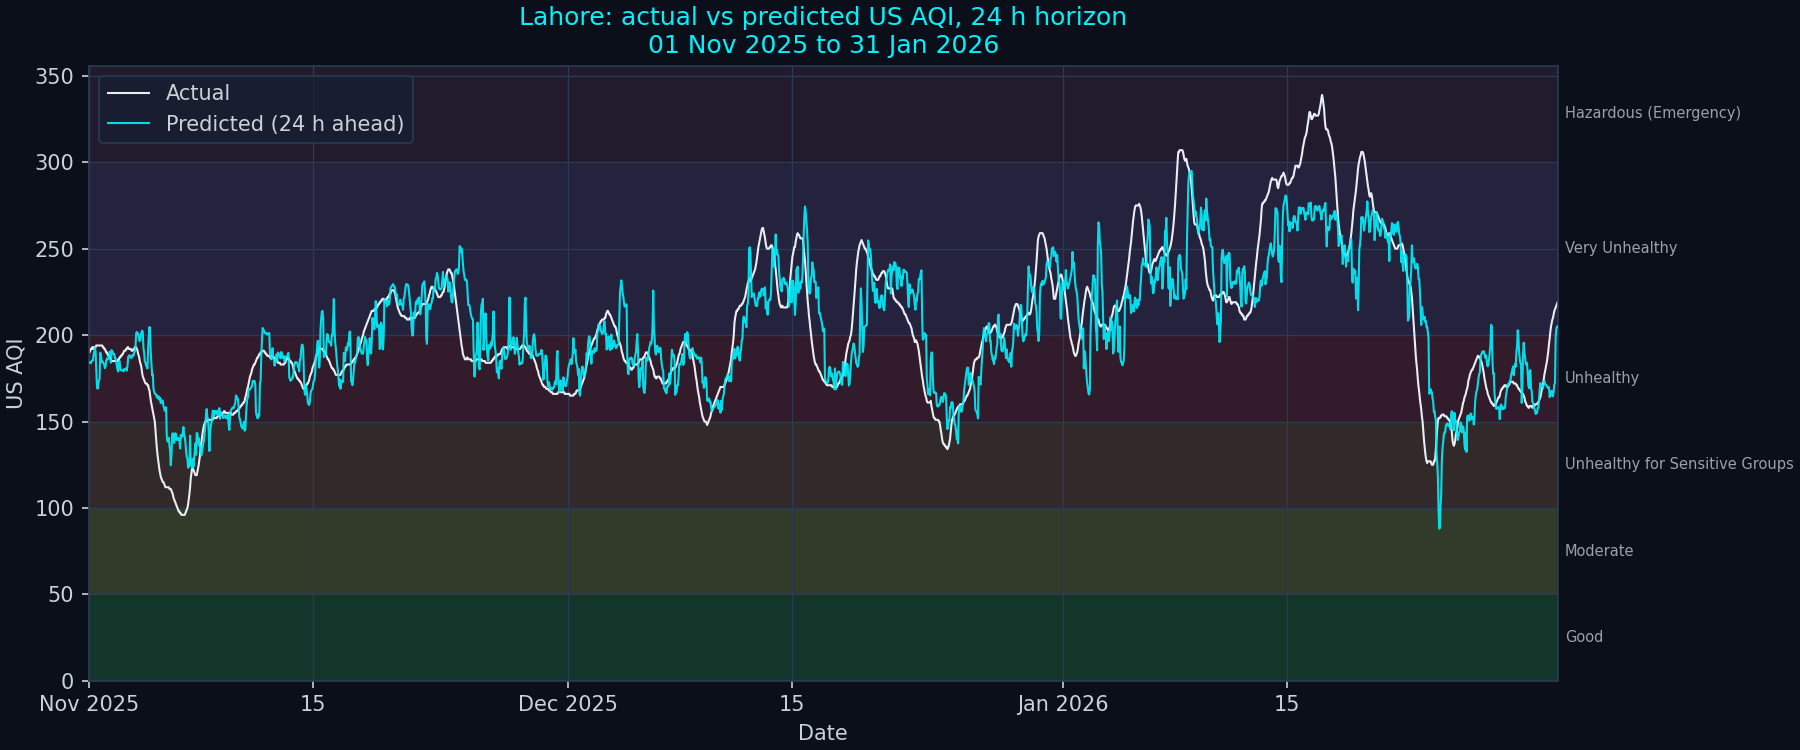 Lahore: actual vs predicted US AQI, 24 h horizon
01 Nov 2025 to 31 Jan 2026
Actual
Predicted (24 h ahead)
US AQI
350
300
250
200
150
100
50
0
Hazardous (Emergency)
Very Unhealthy
Unhealthy
Unhealthy for Sensitive Groups
Moderate
Good
Nov 2025
15
Dec 2025
15
Jan 2026
15
Date